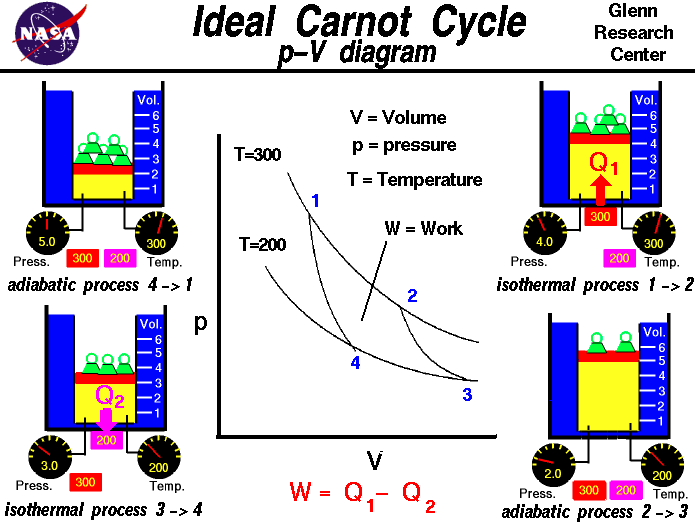 NASA
Ideal Carnot Cycle
p-V diagram
Glenn
Research
Center
Vol.
6
5
4
3
2
1
5.0
300
Press.
300
200
Temp.
adiabatic process 4 -> 1
V = Volume
p = pressure
T = Temperature
T=300
1
T=200
W = Work
2
p
4
3
V
W = Q1 - Q2
Vol.
6
5
4
3
2
1
Q1
300
4.0
300
Press.
200
Temp.
isothermal process 1 -> 2
Vol.
6
5
4
3
2
1
Q2
200
3.0
200
Press.
300
Temp.
isothermal process 3 -> 4
Vol.
6
5
4
3
2
1
2.0
200
Press.
300
200
Temp.
adiabatic process 2 -> 3